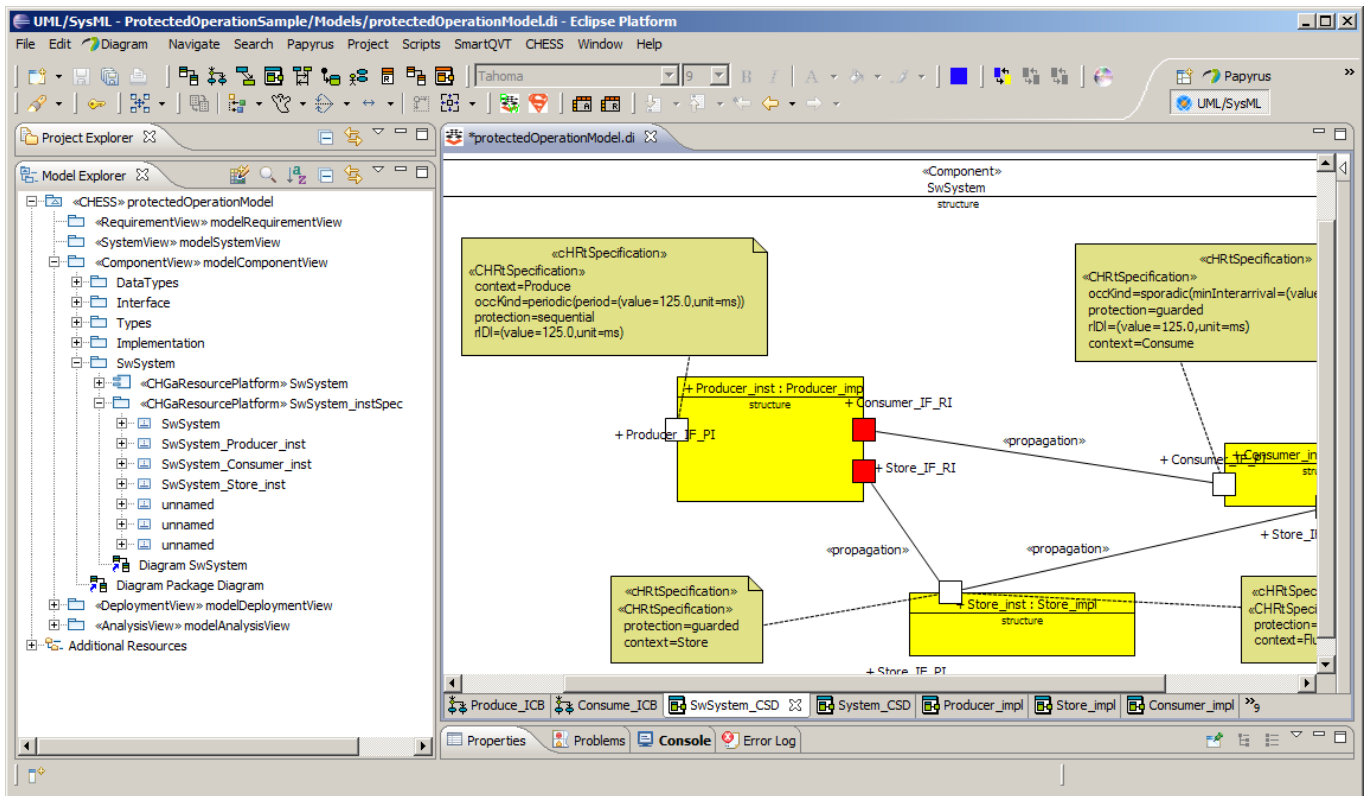 UML/SysML - ProtectedOperationSample/Models/protectedOperationModel.di - Eclipse Platform
File Edit Diagram Navigate Search Papyrus Project Scripts SmartQVT CHESS Window Help
Tahoma 9 B I A Papyrus »
UML/SysML
Project Explorer
*protectedOperationModel.di
Model Explorer
«CHESS» protectedOperationModel
«RequirementView» modelRequirementView
«SystemView» modelSystemView
«ComponentView» modelComponentView
DataTypes
Interface
Types
Implementation
SwSystem
«CHGaResourcePlatform» SwSystem
«CHGaResourcePlatform» SwSystem_instSpec
SwSystem
SwSystem_Producer_inst
SwSystem_Consumer_inst
SwSystem_Store_inst
unnamed
unnamed
unnamed
Diagram SwSystem
Diagram Package Diagram
«DeploymentView» modelDeploymentView
«AnalysisView» modelAnalysisView
Additional Resources
«Component»
SwSystem
structure
«cHRtSpecification»
«CHRtSpecification»
context=Produce
occKind=periodic(period=(value=125.0,unit=ms))
protection=sequential
rlDl=(value=125.0,unit=ms)
«cHRtSpecification»
«CHRtSpecification»
occKind=sporadic(minInterarrival=(value
protection=guarded
rlDl=(value=125.0,unit=ms)
context=Consume
+ Producer_inst : Producer_imp
structure
+ Consumer_IF_RI
+ Producer_IF_PI
+ Store_IF_RI
«propagation»
+ Consumer_IF_PI
+ Consumer_in
str
+ Store_I
«propagation»
«propagation»
«cHRtSpecification»
«CHRtSpecification»
protection=guarded
context=Store
+ Store_inst : Store_impl
structure
+ Store_IF_PI
«cHRtSpec
«CHRtSpeci
protection=
context=Flu
Produce_ICB Consume_ICB SwSystem_CSD System_CSD Producer_impl Store_impl Consumer_impl »9
Properties Problems Console Error Log